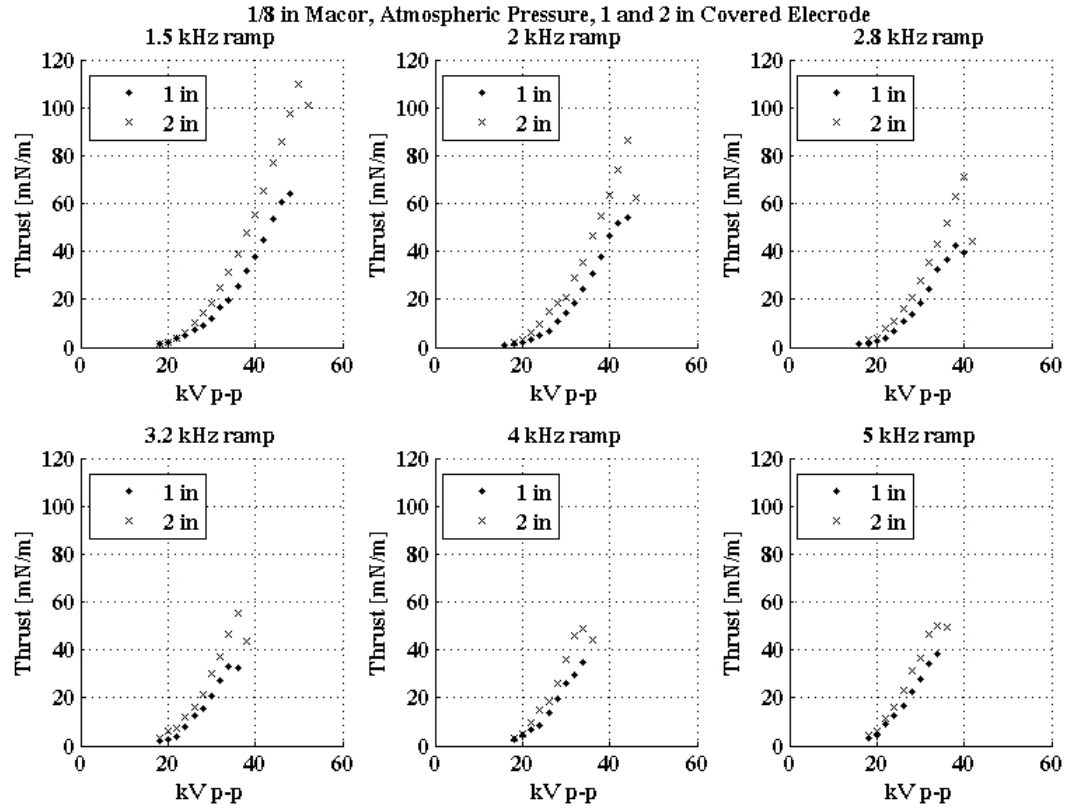 1/8 in Macor, Atmospheric Pressure, 1 and 2 in Covered Elecrode
1.5 kHz ramp
120
100
80
60
40
20
0
Thrust [mN/m]
1 in
2 in
0 20 40 60
kV p-p
2 kHz ramp
120
100
80
60
40
20
0
Thrust [mN/m]
1 in
2 in
0 20 40 60
kV p-p
2.8 kHz ramp
120
100
80
60
40
20
0
Thrust [mN/m]
1 in
2 in
0 20 40 60
kV p-p
3.2 kHz ramp
120
100
80
60
40
20
0
Thrust [mN/m]
1 in
2 in
0 20 40 60
kV p-p
4 kHz ramp
120
100
80
60
40
20
0
Thrust [mN/m]
1 in
2 in
0 20 40 60
kV p-p
5 kHz ramp
120
100
80
60
40
20
0
Thrust [mN/m]
1 in
2 in
0 20 40 60
kV p-p